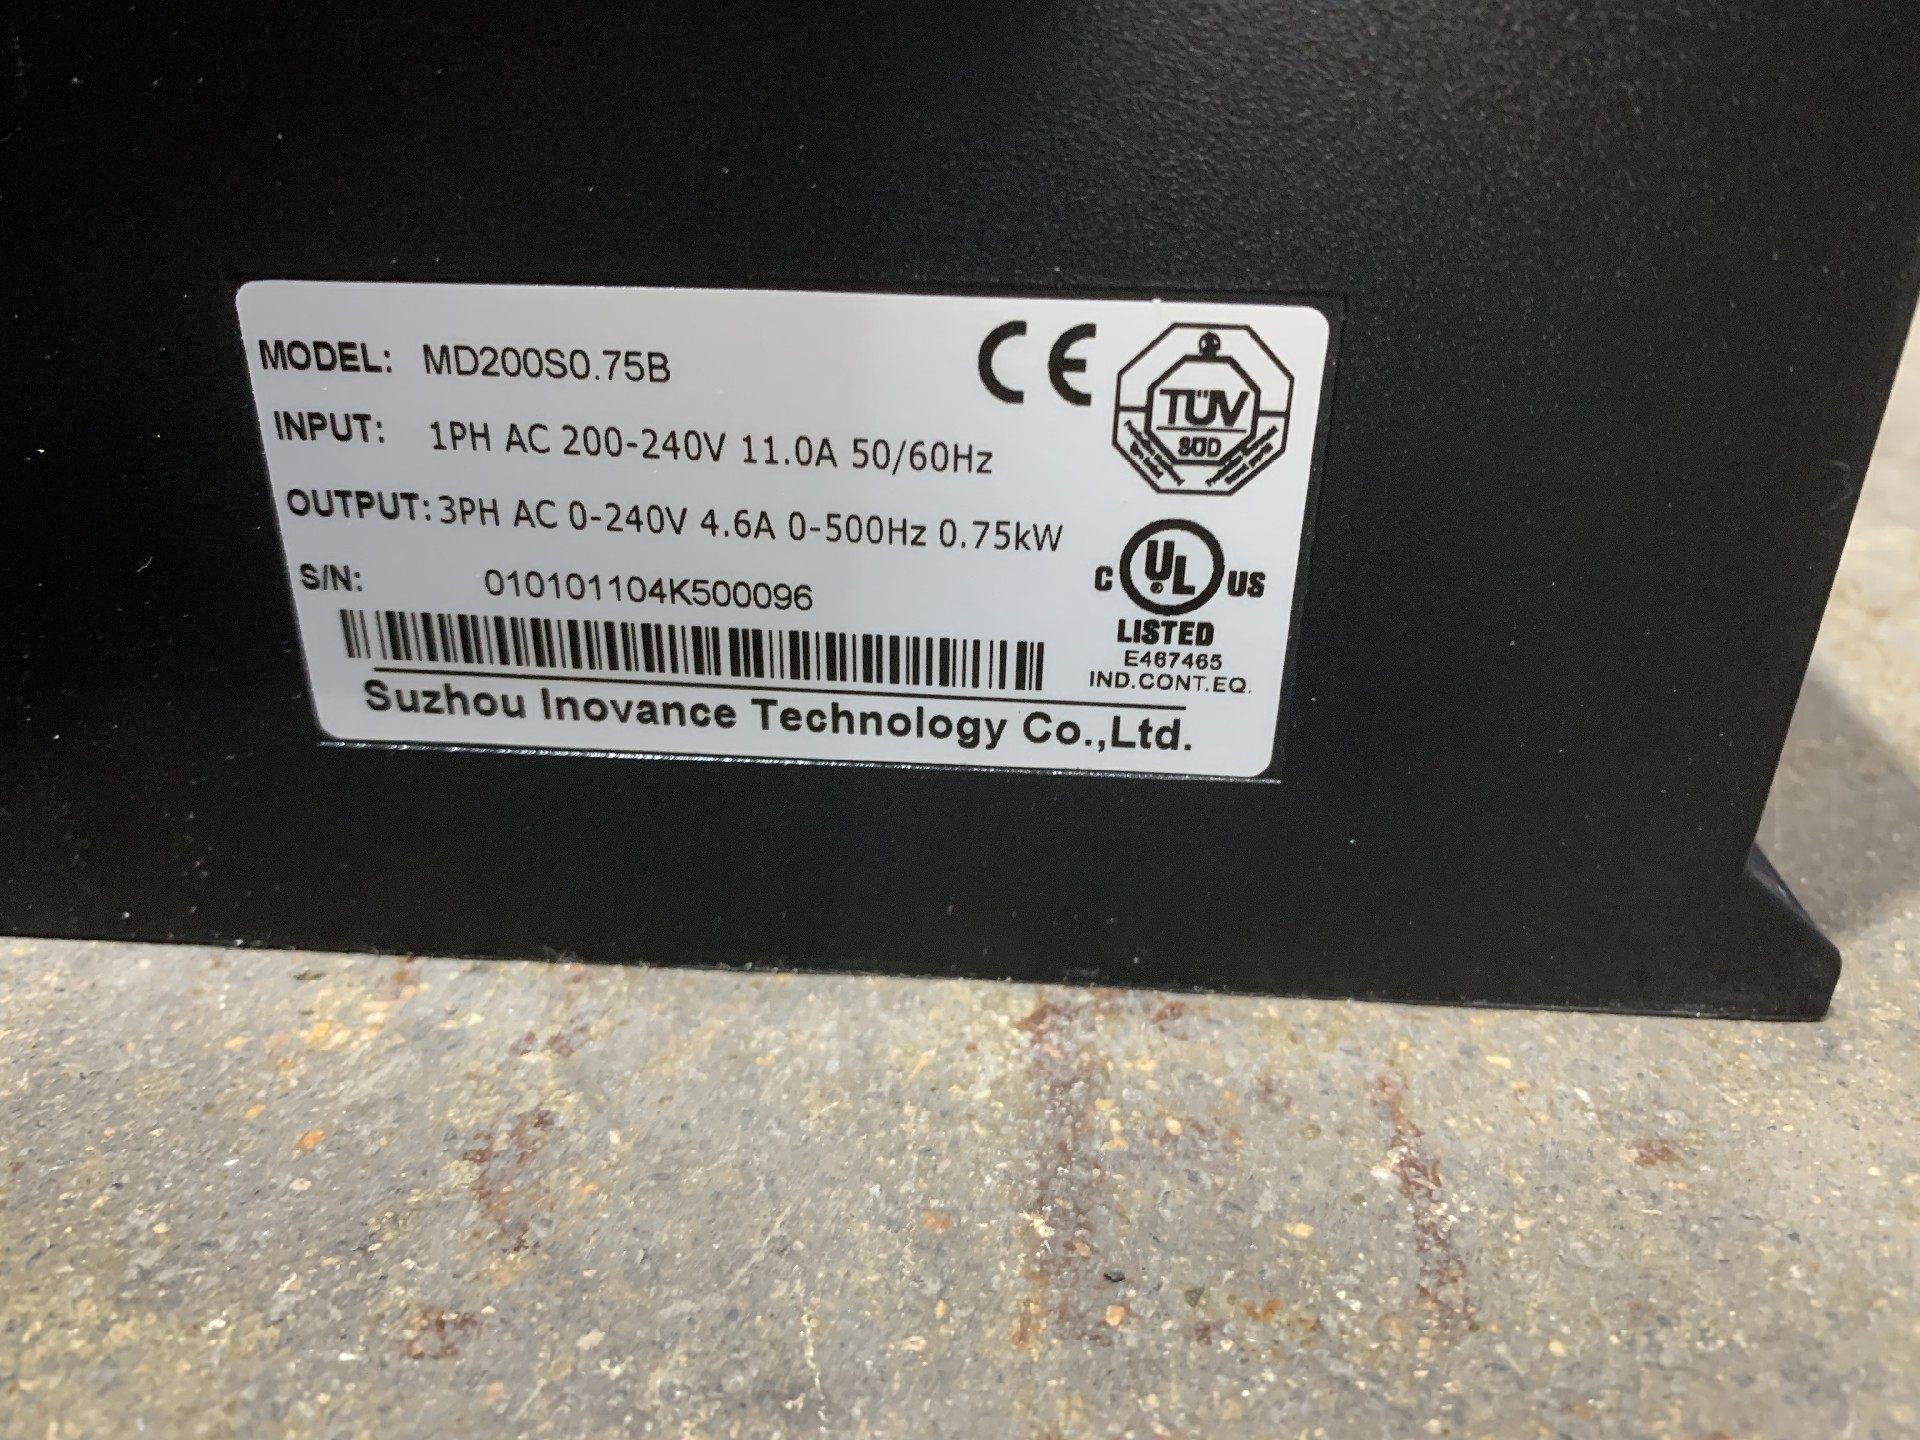 MODEL: MD200S0.75B
INPUT: 1PH AC 200-240V 11.0A 50/60Hz
OUTPUT: 3PH AC 0-240V 4.6A 0-500Hz 0.75kW
S/N: 010101104K500096
Suzhou Inovance Technology Co.,Ltd.
CE
TÜV
SÜD
C UL US
®
LISTED
E467465
IND.CONT.EQ.